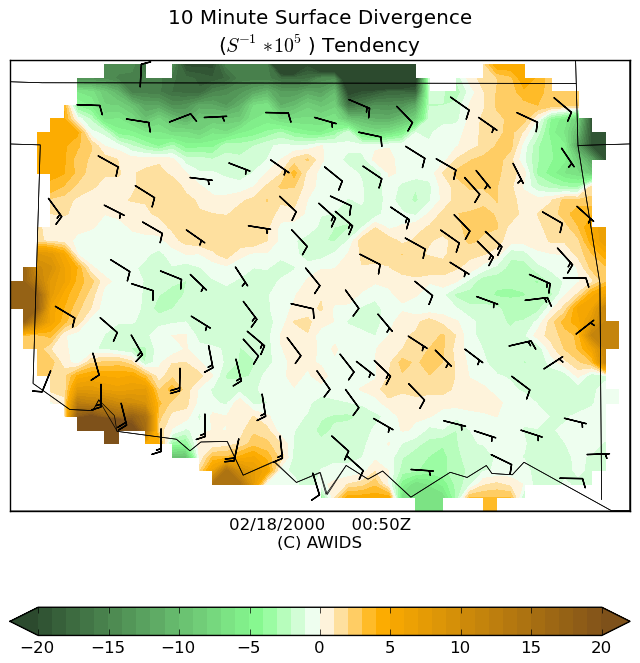 10 Minute Surface Divergence
(S⁻¹ *10⁵ ) Tendency
02/18/2000 00:50Z
(C) AWIDS
−20 −15 −10 −5 0 5 10 15 20